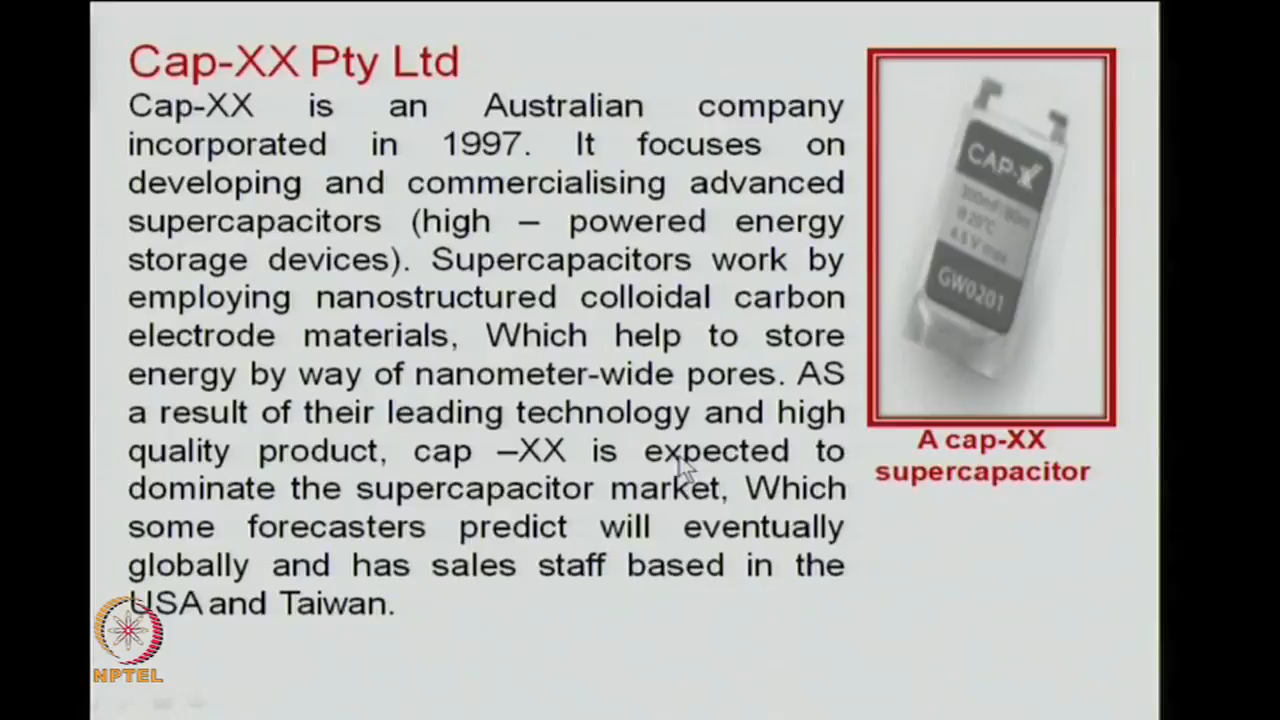 Cap-XX Pty Ltd
Cap-XX is an Australian company
incorporated in 1997. It focuses on
developing and commercialising advanced
supercapacitors (high – powered energy
storage devices). Supercapacitors work by
employing nanostructured colloidal carbon
electrode materials, Which help to store
energy by way of nanometer-wide pores. AS
a result of their leading technology and high
quality product, cap –XX is expected to
dominate the supercapacitor market, Which
some forecasters predict will eventually
globally and has sales staff based in the
USA and Taiwan.
CAP-XX
@ 20°C
4.5 V max
GW0201
A cap-XX
supercapacitor
NPTEL